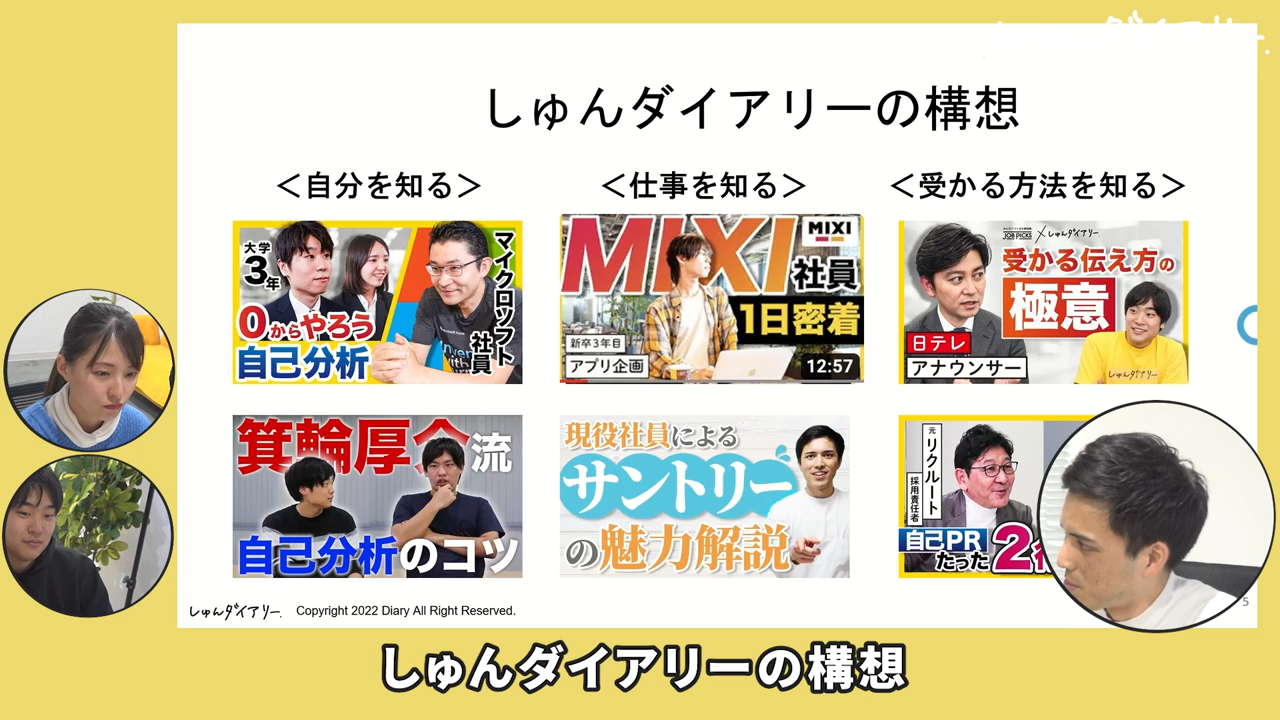 しゅんダイアリーの構想
＜自分を知る＞
＜仕事を知る＞
＜受かる方法を知る＞
大学
3年
0からやろう
自己分析
マイクロソフト
社員
MIXI
MIXI
社員
1日密着
新卒3年目
アプリ企画
12:57
JOB PICKS × しゅんダイアリー
受かる伝え方の
極意
日テレ
アナウンサー
しゅんダイアリー
箕輪厚介流
自己分析のコツ
現役社員による
サントリー
の魅力解説
元リクルート
採用責任者
自己PR
たった2
しゅんダイアリー.
Copyright 2022 Diary All Right Reserved.
5
しゅんダイアリーの構想